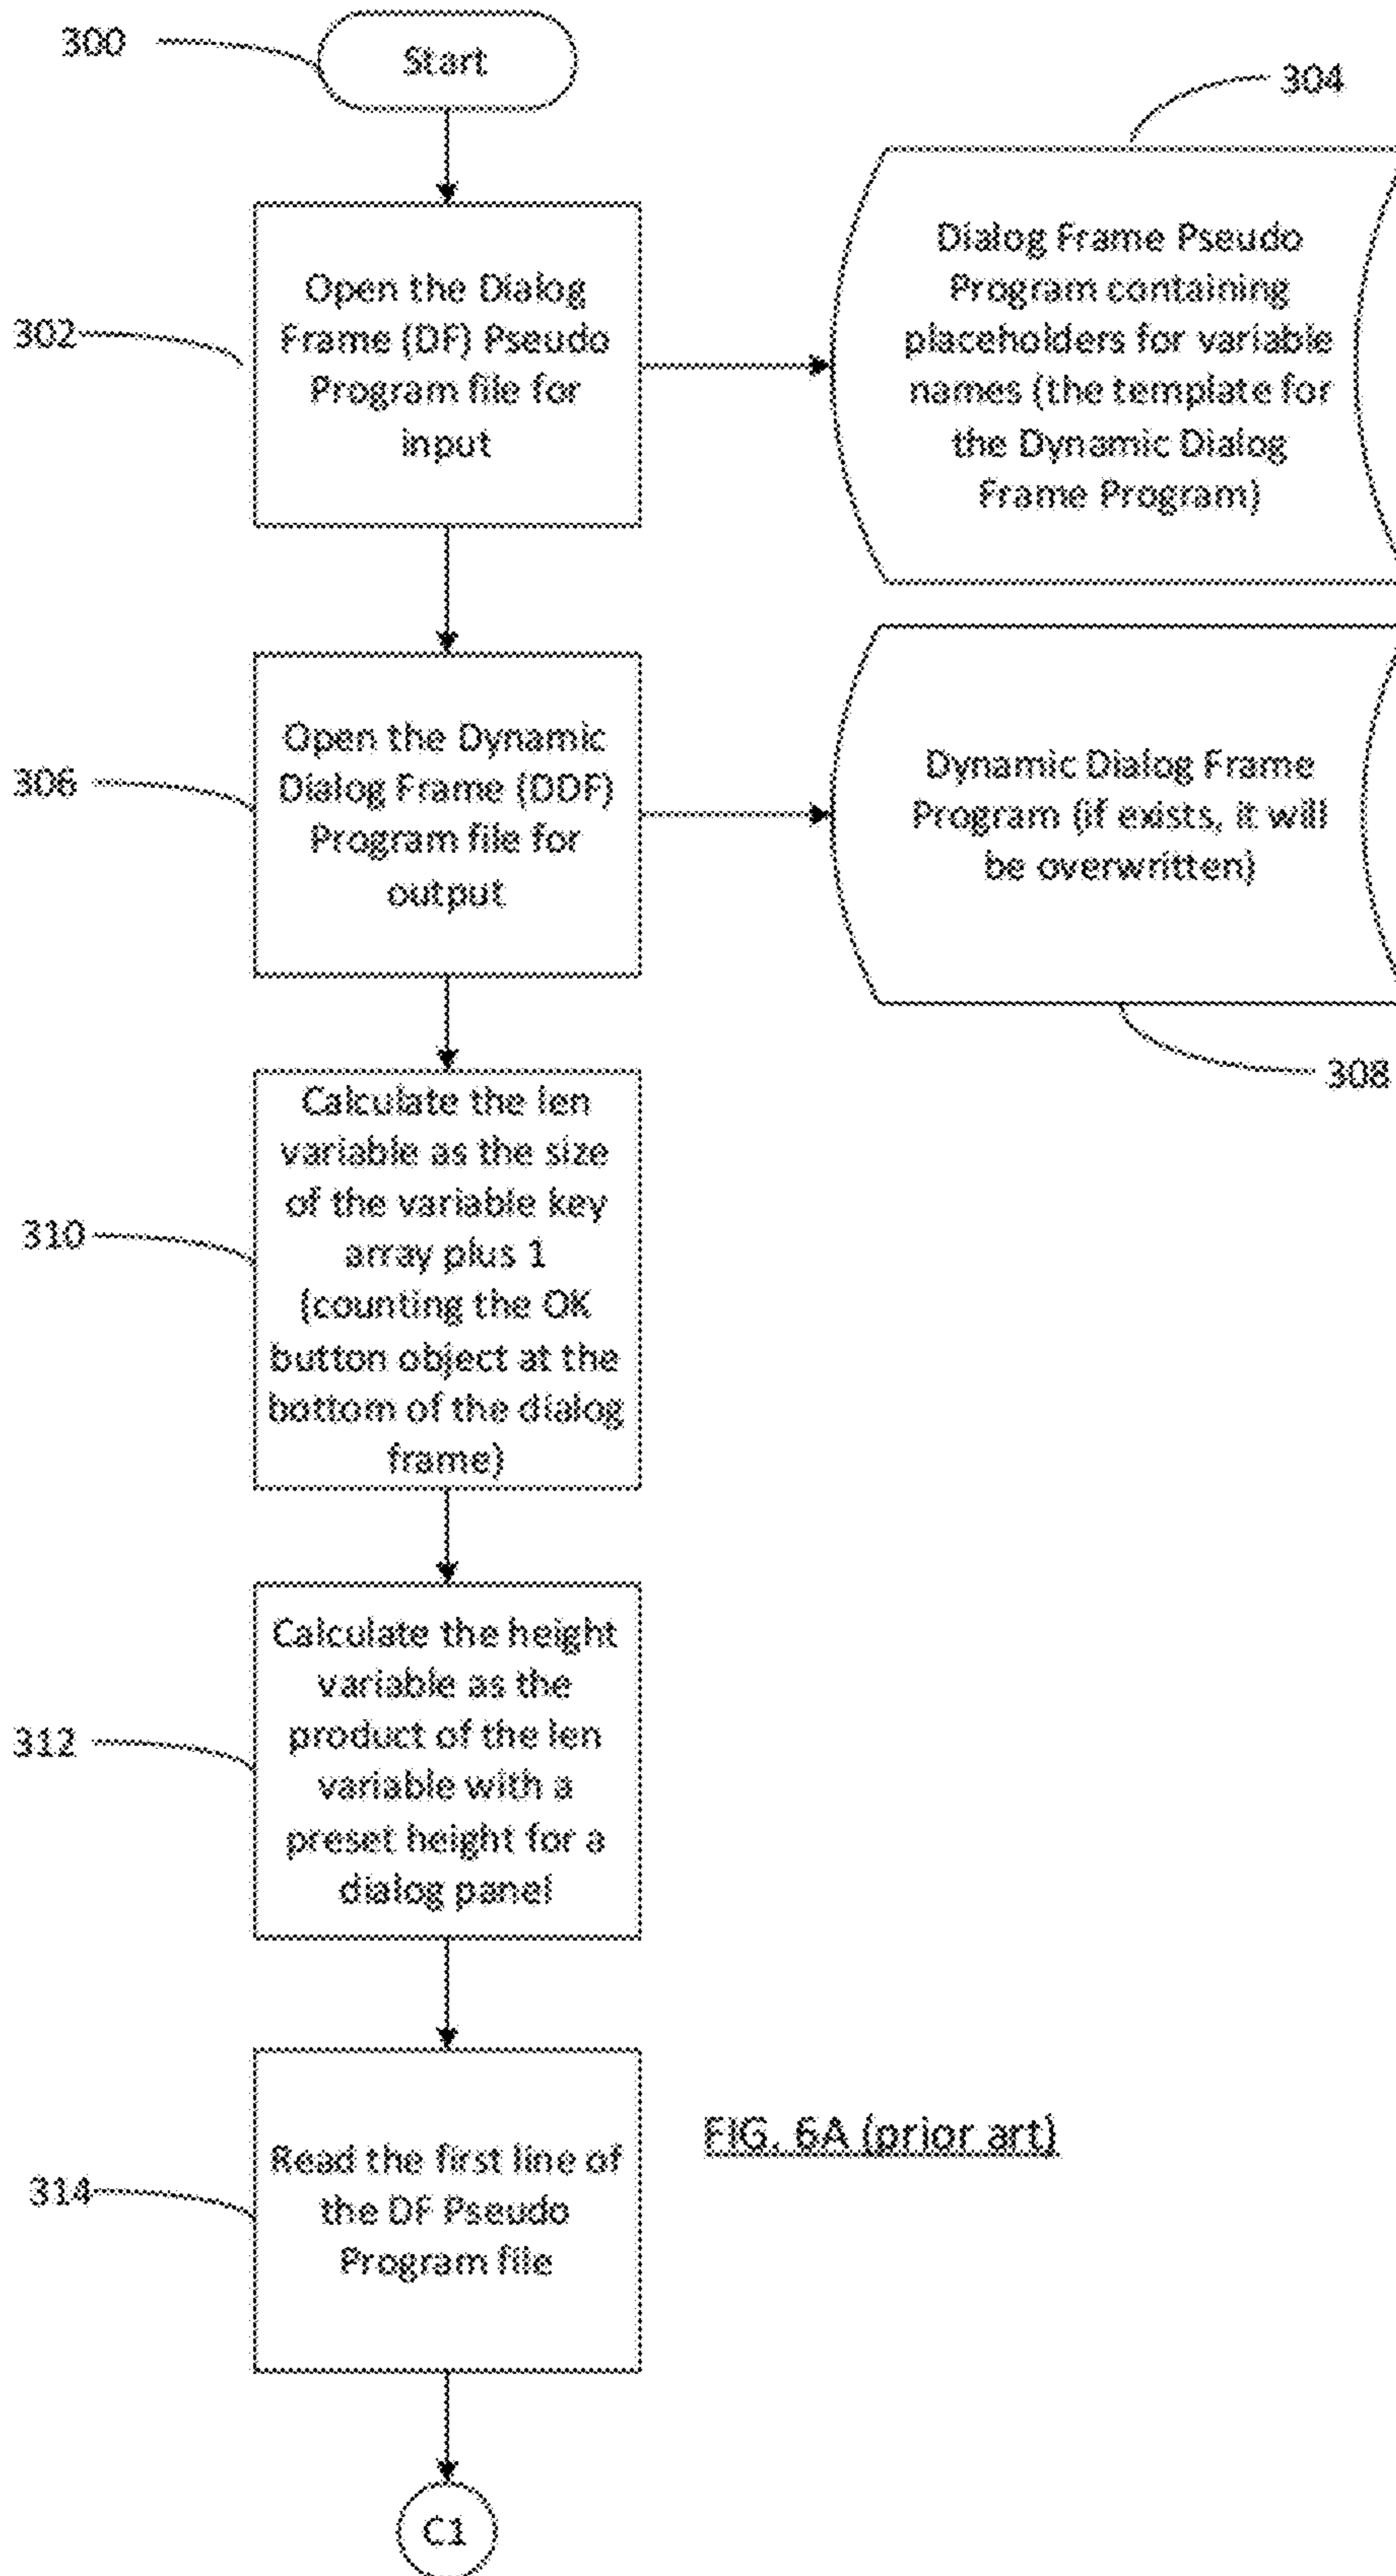 300
Start
304
302
Open the Dialog
Frame (DF) Pseudo
Program file for
input
Dialog Frame Pseudo
Program containing
placeholders for variable
names (the template for
the Dynamic Dialog
Frame Program)
306
Open the Dynamic
Dialog Frame (DDF)
Program file for
output
Dynamic Dialog Frame
Program (if exists, it will
be overwritten)
308
310
Calculate the len
variable as the size
of the variable key
array plus 1
(counting the OK
button object at the
bottom of the dialog
frame)
312
Calculate the height
variable as the
product of the len
variable with a
preset height for a
dialog panel
314
Read the first line of
the DF Pseudo
Program file
FIG. 6A (prior art)
C1